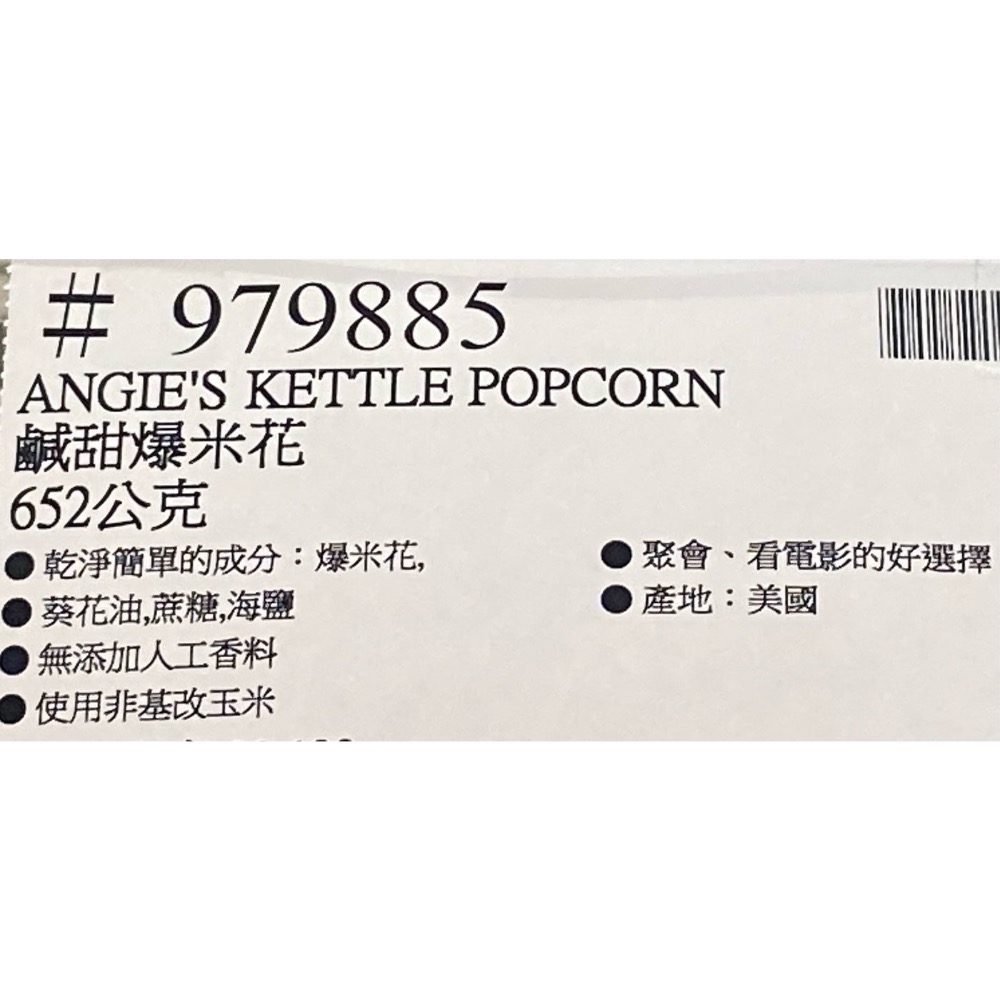 # 979885
ANGIE'S KETTLE POPCORN
鹹甜爆米花
652公克
●乾淨簡單的成分：爆米花,
●葵花油,蔗糖,海鹽
●無添加人工香料
●使用非基改玉米
●聚會、看電影的好選擇
●產地：美國